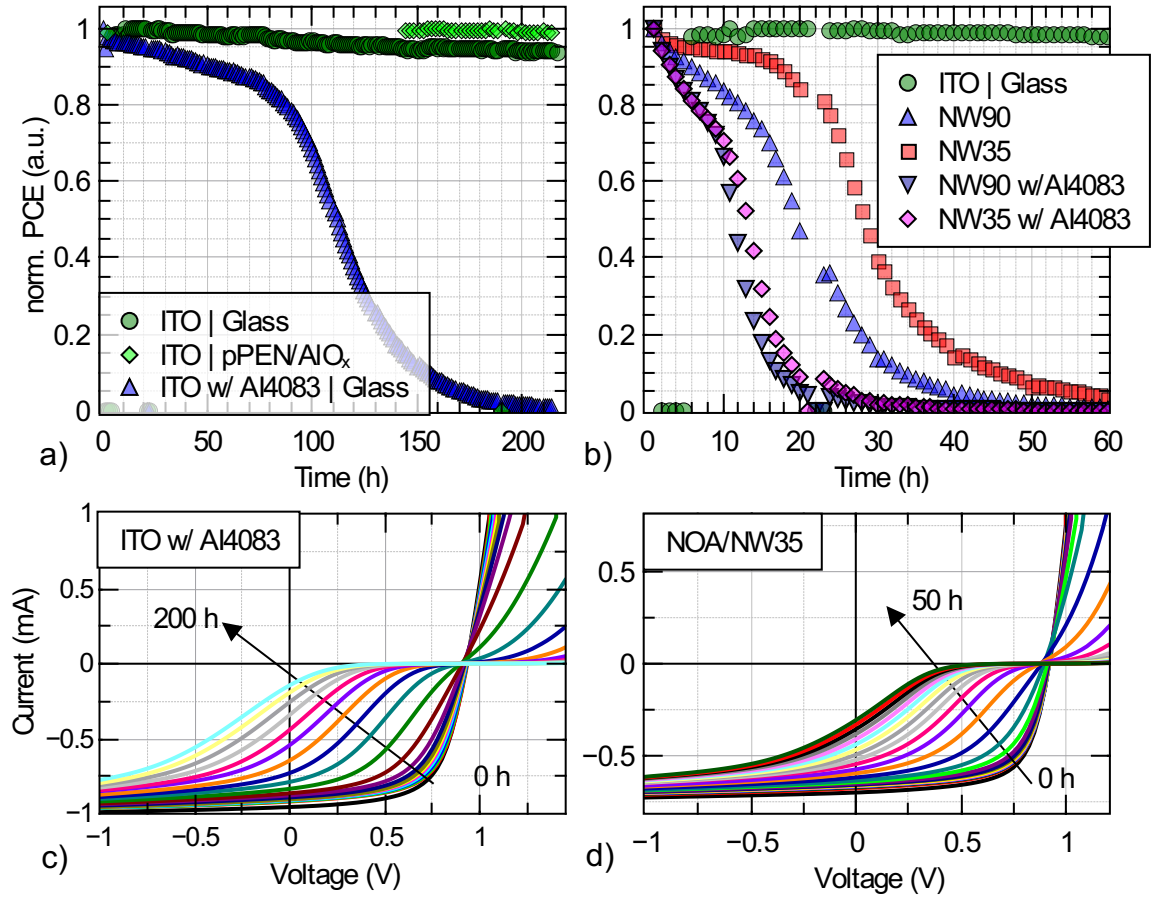 norm. PCE (a.u.)
1
0.8
0.6
0.4
0.2
0
0
50
100
150
200
Time (h)
a)
ITO | Glass
ITO | pPEN/AlOₓ
ITO w/ AI4083 | Glass
1
0.8
0.6
0.4
0.2
0
0
10
20
30
40
50
60
Time (h)
b)
ITO | Glass
NW90
NW35
NW90 w/AI4083
NW35 w/ AI4083
Current (mA)
1
0.5
0
−0.5
−1
−1
−0.5
0
0.5
1
Voltage (V)
c)
ITO w/ AI4083
200 h
0 h
0.5
0
−0.5
−1
−0.5
0
0.5
1
Voltage (V)
d)
NOA/NW35
50 h
0 h